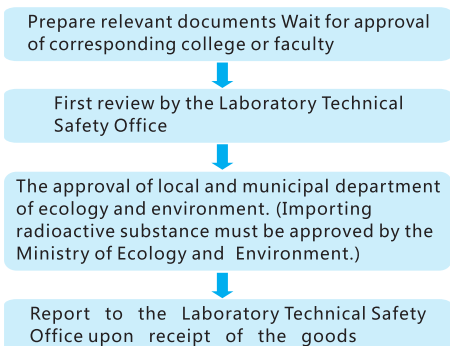 Prepare relevant documents Wait for approval
of corresponding college or faculty
First review by the Laboratory Technical
Safety Office
The approval of local and municipal department
of ecology and environment. (Importing
radioactive substance must be approved by the
Ministry of Ecology and Environment.)
Report to the Laboratory Technical Safety
Office upon receipt of the goods